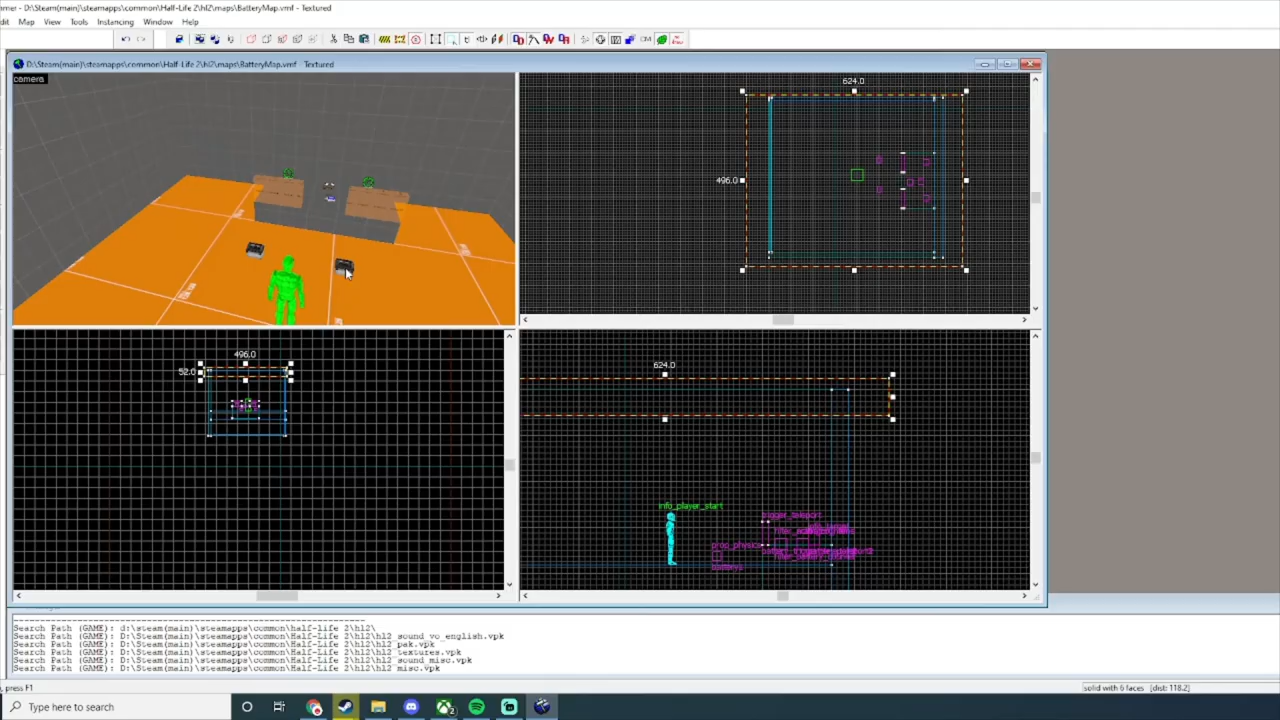 mmer - D:\Steam(main)\steamapps\common\Half-Life 2\hl2\maps\BatteryMap.vmf - Textured]
dit Map View Tools Instancing Window Help
D:\Steam(main)\steamapps\common\Half-Life 2\hl2\maps\BatteryMap.vmf - Textured
camera
624.0
496.0
496.0
52.0
624.0
info_player_start
trigger_teleport
prop_physics
battery
Search Path (GAME): d:\steam(main)\steamapps\common\Half-Life 2\hl2\
Search Path (GAME): D:\Steam(main)\steamapps\common\Half-Life 2\hl2\hl2_sound_vo_english.vpk
Search Path (GAME): D:\Steam(main)\steamapps\common\Half-Life 2\hl2\hl2_pak.vpk
Search Path (GAME): D:\Steam(main)\steamapps\common\Half-Life 2\hl2\hl2_textures.vpk
Search Path (GAME): D:\Steam(main)\steamapps\common\Half-Life 2\hl2\hl2_sound_misc.vpk
Search Path (GAME): D:\Steam(main)\steamapps\common\Half-Life 2\hl2\hl2_misc.vpk
, press F1
solid with 6 faces [dist: 118.2]
Type here to search